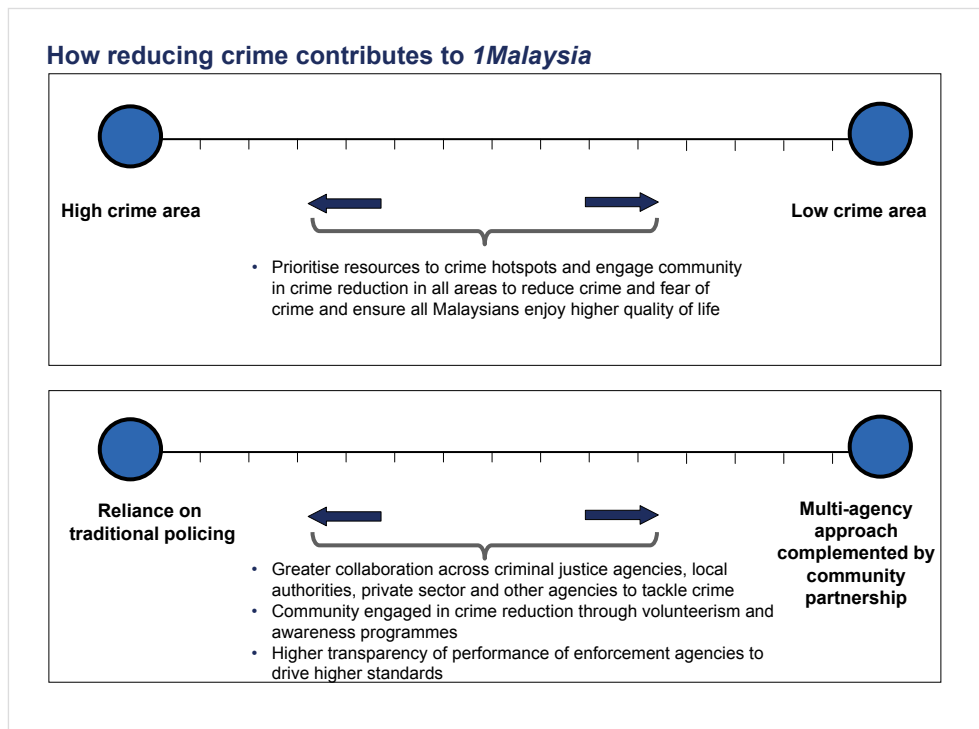 How reducing crime contributes to 1Malaysia
High crime area
Low crime area
• Prioritise resources to crime hotspots and engage community
in crime reduction in all areas to reduce crime and fear of
crime and ensure all Malaysians enjoy higher quality of life
Reliance on
traditional policing
Multi-agency
approach
complemented by
community
partnership
• Greater collaboration across criminal justice agencies, local
authorities, private sector and other agencies to tackle crime
• Community engaged in crime reduction through volunteerism and
awareness programmes
• Higher transparency of performance of enforcement agencies to
drive higher standards